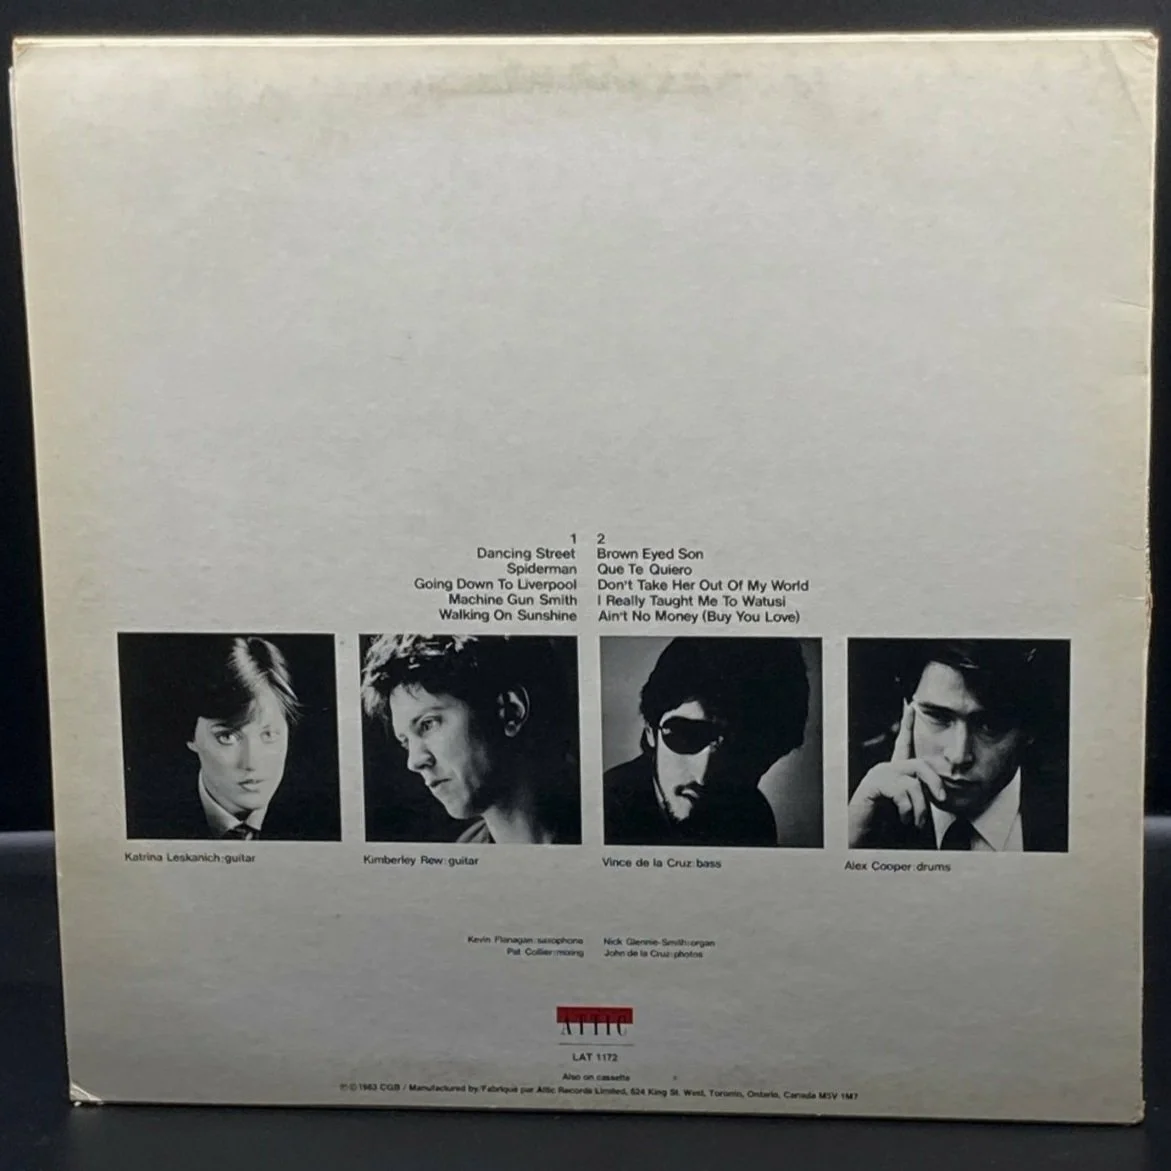 1 2
Dancing Street
Spiderman
Going Down To Liverpool
Machine Gun Smith
Walking On Sunshine
Brown Eyed Son
Que Te Quiero
Don't Take Her Out Of My World
I Really Taught Me To Watusi
Ain't No Money (Buy You Love)
Katrina Leskanich:guitar
Kimberley Rew:guitar
Vince de la Cruz:bass
Alex Cooper:drums
Kevin Flanagan:saxophone
Pat Collier:mixing
Nick Glennie-Smith:organ
John de la Cruz:photos
ATTIC
LAT 1172
Also on cassette
℗ © 1983 CGB / Manufactured by/Fabriqué par Attic Records Limited, 624 King St. West, Toronto, Ontario, Canada M5V 1M7